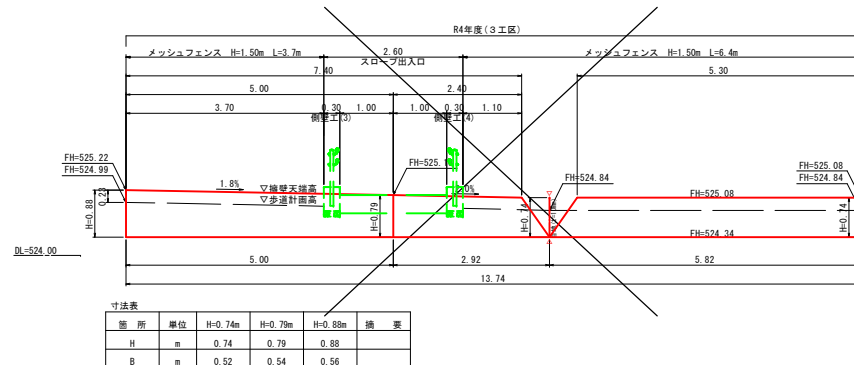 R4年度(3工区)
メッシュフェンス H=1.50m L=3.7m
2.60
メッシュフェンス H=1.50m L=6.4m
スロープ出入口
7.40
5.30
5.00
2.40
3.70
0.30
1.00
1.00
0.30
1.10
側壁工(3)
側壁工(4)
FH=525.22
FH=524.99
1.8%
▽擁壁天端高
▽歩道計画高
FH=524.84
FH=525.08
FH=524.84
FH=525.08
0.23
H=0.88
H=0.79
H=0.74
FH=524.34
DL=524.00
5.00
2.92
5.82
13.74
寸法表
箇 所 単位 H=0.74m H=0.79m H=0.88m 摘 要
H m 0.74 0.79 0.88
B m 0.52 0.54 0.56